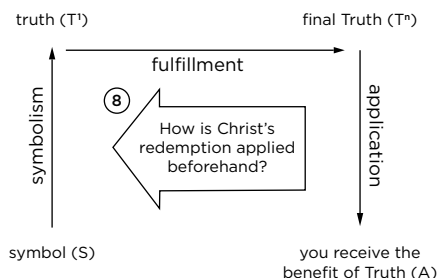 truth (T¹)
final Truth (Tⁿ)
fulfillment
8
symbolism
How is Christ's
redemption applied
beforehand?
application
symbol (S)
you receive the
benefit of Truth (A)